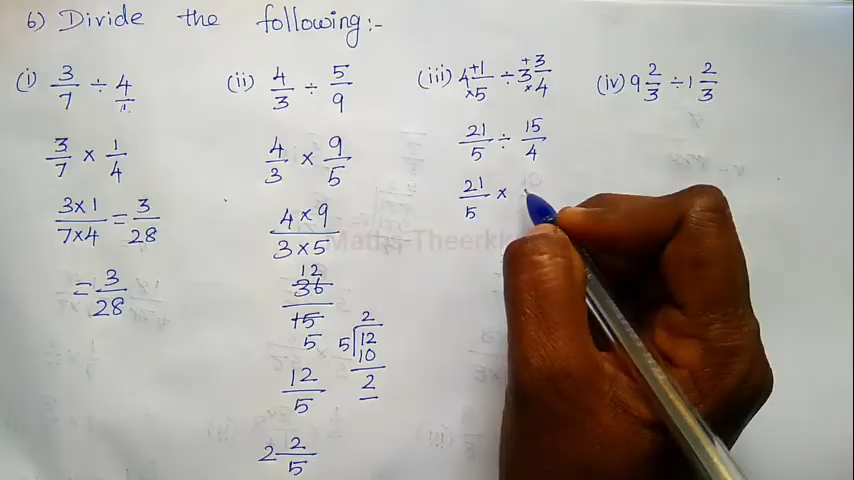 6) Divide the following:-
(i) 3/7 ÷ 4/1
3/7 × 1/4
3×1/7×4 = 3/28
= 3/28
(ii) 4/3 ÷ 5/9
4/3 × 9/5
4×9/3×5
12
36/15
5
12/5
2 2/5
2
5 12
10
2
(iii) 4 +1/×5 ÷ 3 +3/×4
21/5 ÷ 15/4
21/5 ×
(iv) 9 2/3 ÷ 1 2/3